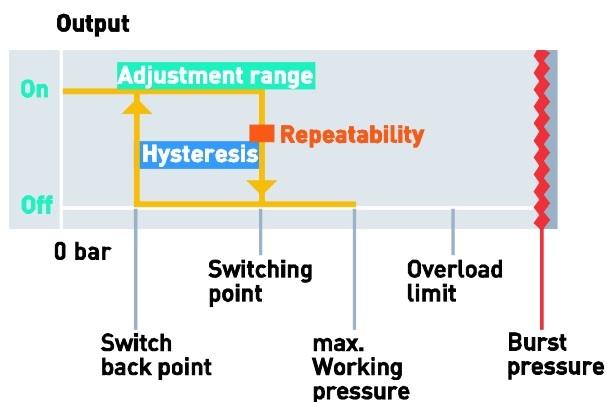 Output
Adjustment range
On
Repeatability
Hysteresis
Off
0 bar
Switching
point
Overload
limit
Switch
back point
max.
Working
pressure
Burst
pressure